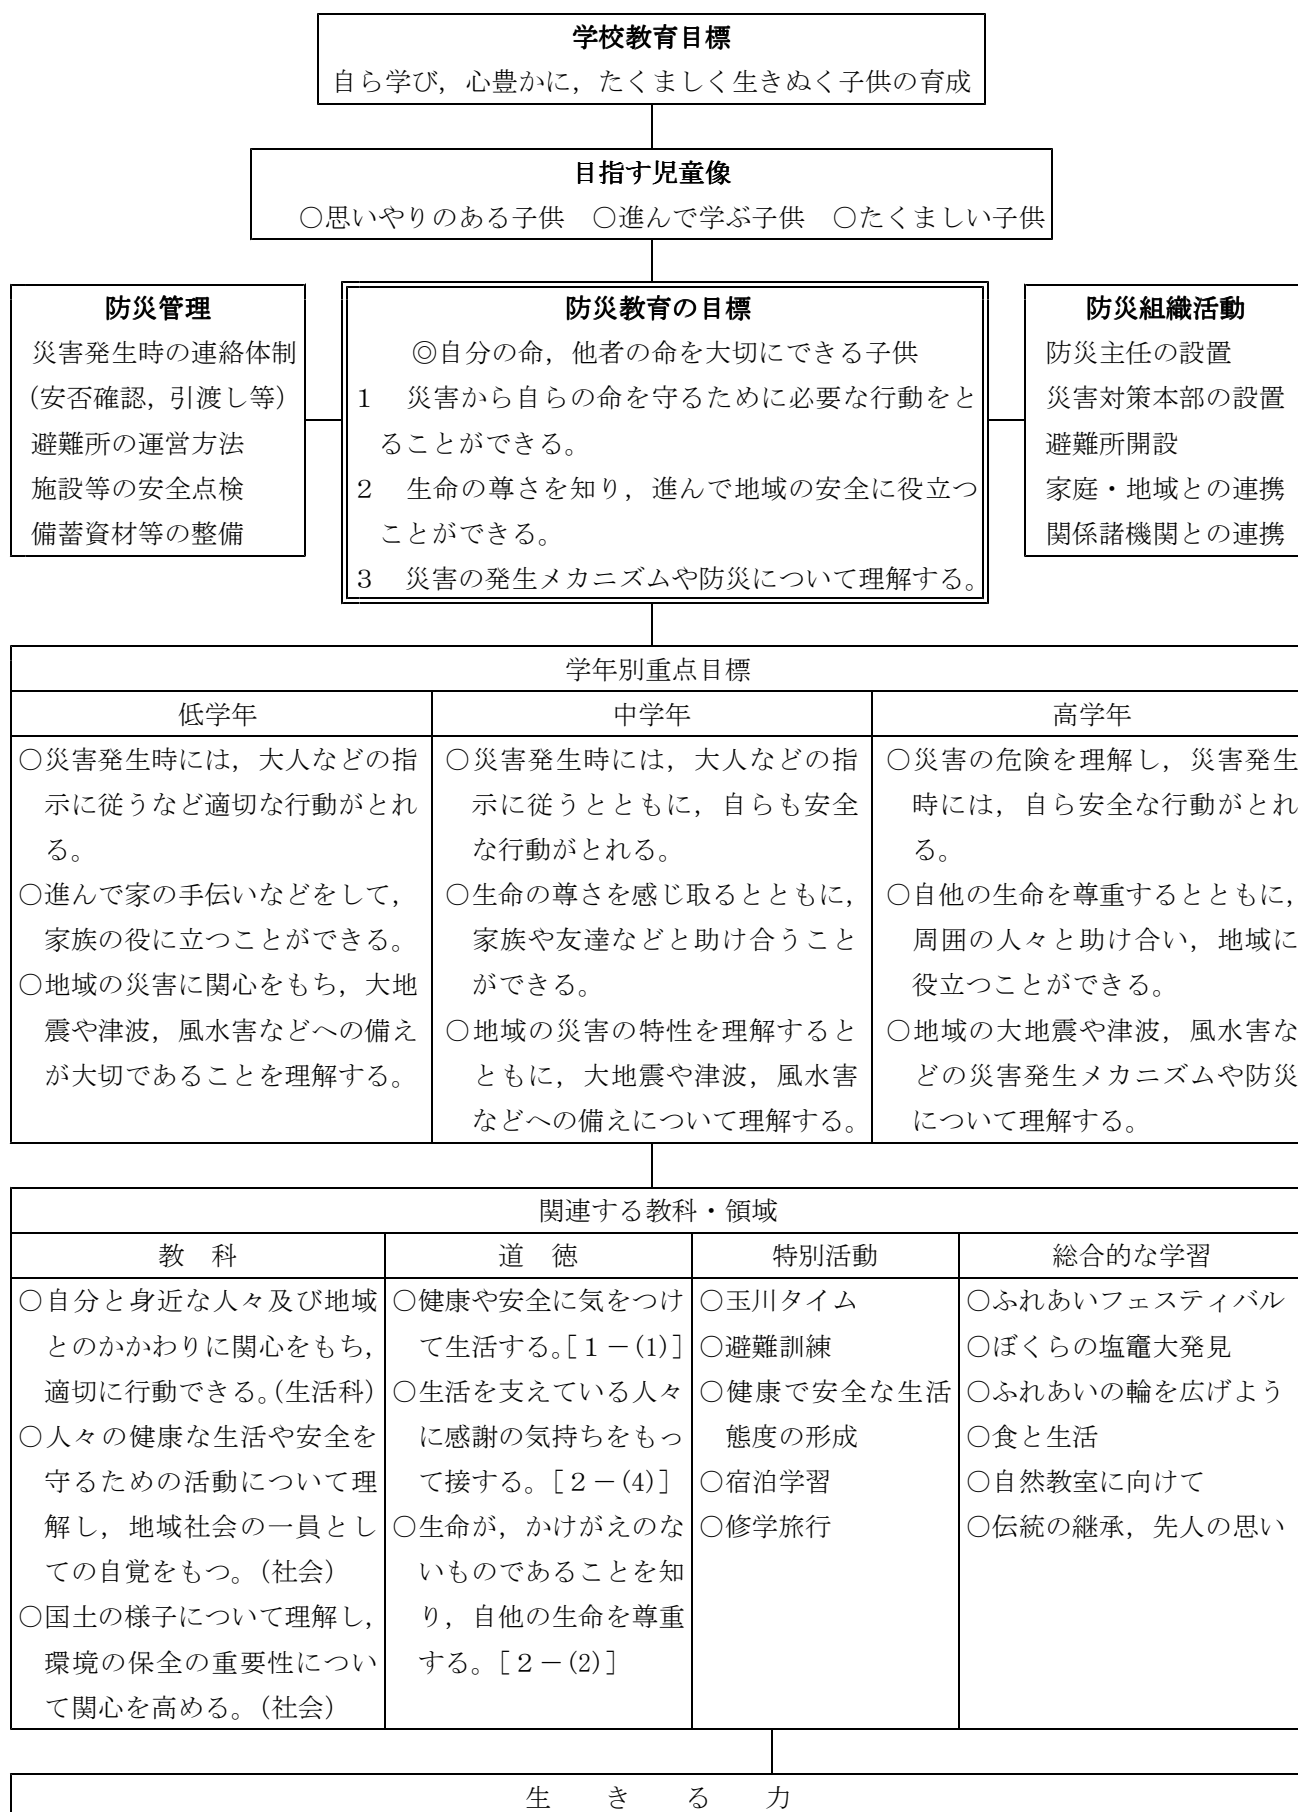 学校教育目標
自ら学び，心豊かに，たくましく生きぬく子供の育成
目指す児童像
○思いやりのある子供　○進んで学ぶ子供　○たくましい子供
防災管理
災害発生時の連絡体制
(安否確認，引渡し等)
避難所の運営方法
施設等の安全点検
備蓄資材等の整備
防災教育の目標
◎自分の命，他者の命を大切にできる子供
１　災害から自らの命を守るために必要な行動をと
ることができる。
２　生命の尊さを知り，進んで地域の安全に役立つ
ことができる。
３　災害の発生メカニズムや防災について理解する。
防災組織活動
防災主任の設置
災害対策本部の設置
避難所開設
家庭・地域との連携
関係諸機関との連携
学年別重点目標
低学年
○災害発生時には，大人などの指
示に従うなど適切な行動がとれ
る。
○進んで家の手伝いなどをして，
家族の役に立つことができる。
○地域の災害に関心をもち，大地
震や津波，風水害などへの備え
が大切であることを理解する。
中学年
○災害発生時には，大人などの指
示に従うとともに，自らも安全
な行動がとれる。
○生命の尊さを感じ取るとともに，
家族や友達などと助け合うこと
ができる。
○地域の災害の特性を理解すると
ともに，大地震や津波，風水害
などへの備えについて理解する。
高学年
○災害の危険を理解し，災害発生
時には，自ら安全な行動がとれ
る。
○自他の生命を尊重するとともに，
周囲の人々と助け合い，地域に
役立つことができる。
○地域の大地震や津波，風水害な
どの災害発生メカニズムや防災
について理解する。
関連する教科・領域
教　科
○自分と身近な人々及び地域
とのかかわりに関心をもち，
適切に行動できる。(生活科)
○人々の健康な生活や安全を
守るための活動について理
解し，地域社会の一員とし
ての自覚をもつ。(社会)
○国土の様子について理解し，
環境の保全の重要性につい
て関心を高める。(社会)
道　徳
○健康や安全に気をつけ
て生活する。［１－(1)］
○生活を支えている人々
に感謝の気持ちをもっ
て接する。［２－(4)］
○生命が，かけがえのな
いものであることを知
り，自他の生命を尊重
する。［２－(2)］
特別活動
○玉川タイム
○避難訓練
○健康で安全な生活
態度の形成
○宿泊学習
○修学旅行
総合的な学習
○ふれあいフェスティバル
○ぼくらの塩竈大発見
○ふれあいの輪を広げよう
○食と生活
○自然教室に向けて
○伝統の継承，先人の思い
生　き　る　力